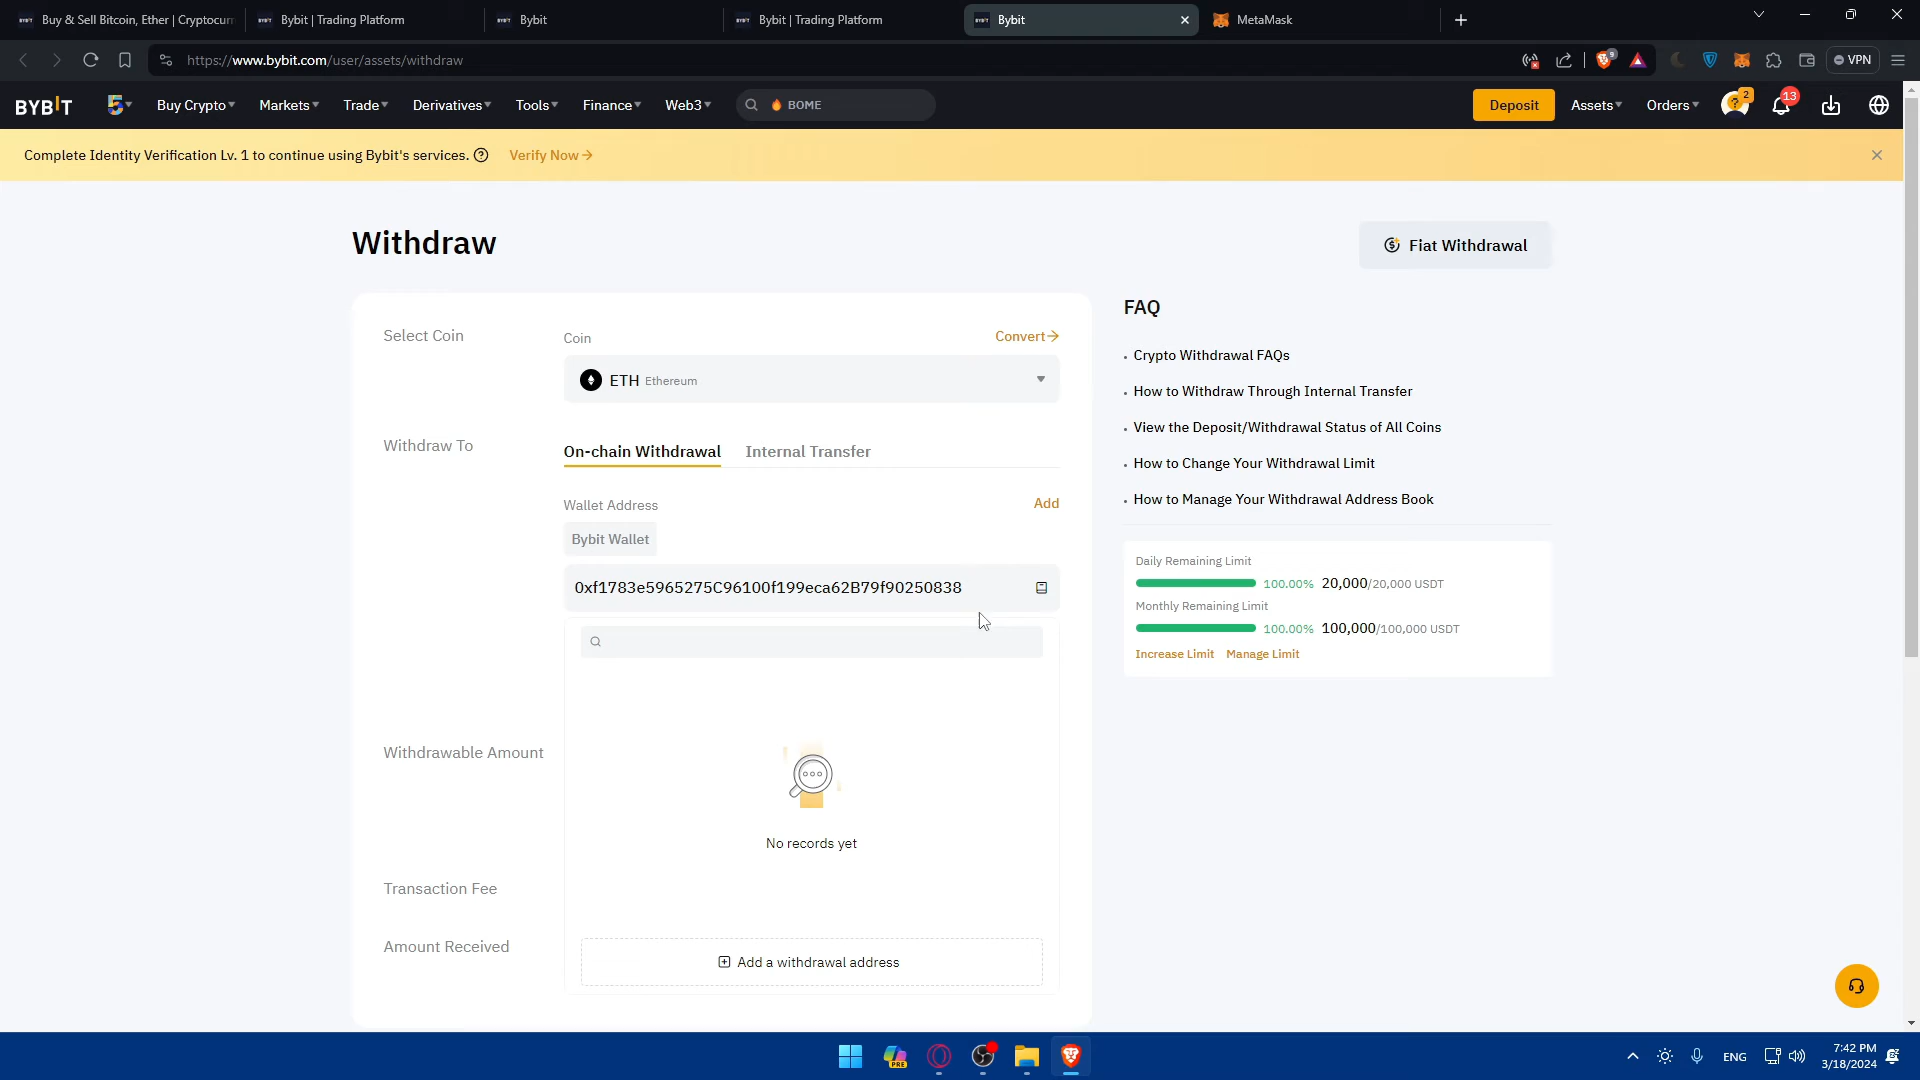 Buy & Sell Bitcoin, Ether | Cryptocurr
Bybit | Trading Platform
Bybit
Bybit | Trading Platform
Bybit
MetaMask
https://www.bybit.com/user/assets/withdraw
9
VPN
BYBIT
5
Buy Crypto
Markets
Trade
Derivatives
Tools
Finance
Web3
BOME
Deposit
Assets
Orders
2
13
Complete Identity Verification Lv. 1 to continue using Bybit's services.
Verify Now
Withdraw
Fiat Withdrawal
Select Coin
Coin
Convert
ETH Ethereum
Withdraw To
On-chain Withdrawal
Internal Transfer
Wallet Address
Add
Bybit Wallet
0xf1783e5965275C96100f199eca62B79f90250838
No records yet
Withdrawable Amount
Transaction Fee
Amount Received
Add a withdrawal address
FAQ
Crypto Withdrawal FAQs
How to Withdraw Through Internal Transfer
View the Deposit/Withdrawal Status of All Coins
How to Change Your Withdrawal Limit
How to Manage Your Withdrawal Address Book
Daily Remaining Limit
100.00% 20,000/20,000 USDT
Monthly Remaining Limit
100.00% 100,000/100,000 USDT
Increase Limit
Manage Limit
PRE
ENG
7:42 PM
3/18/2024